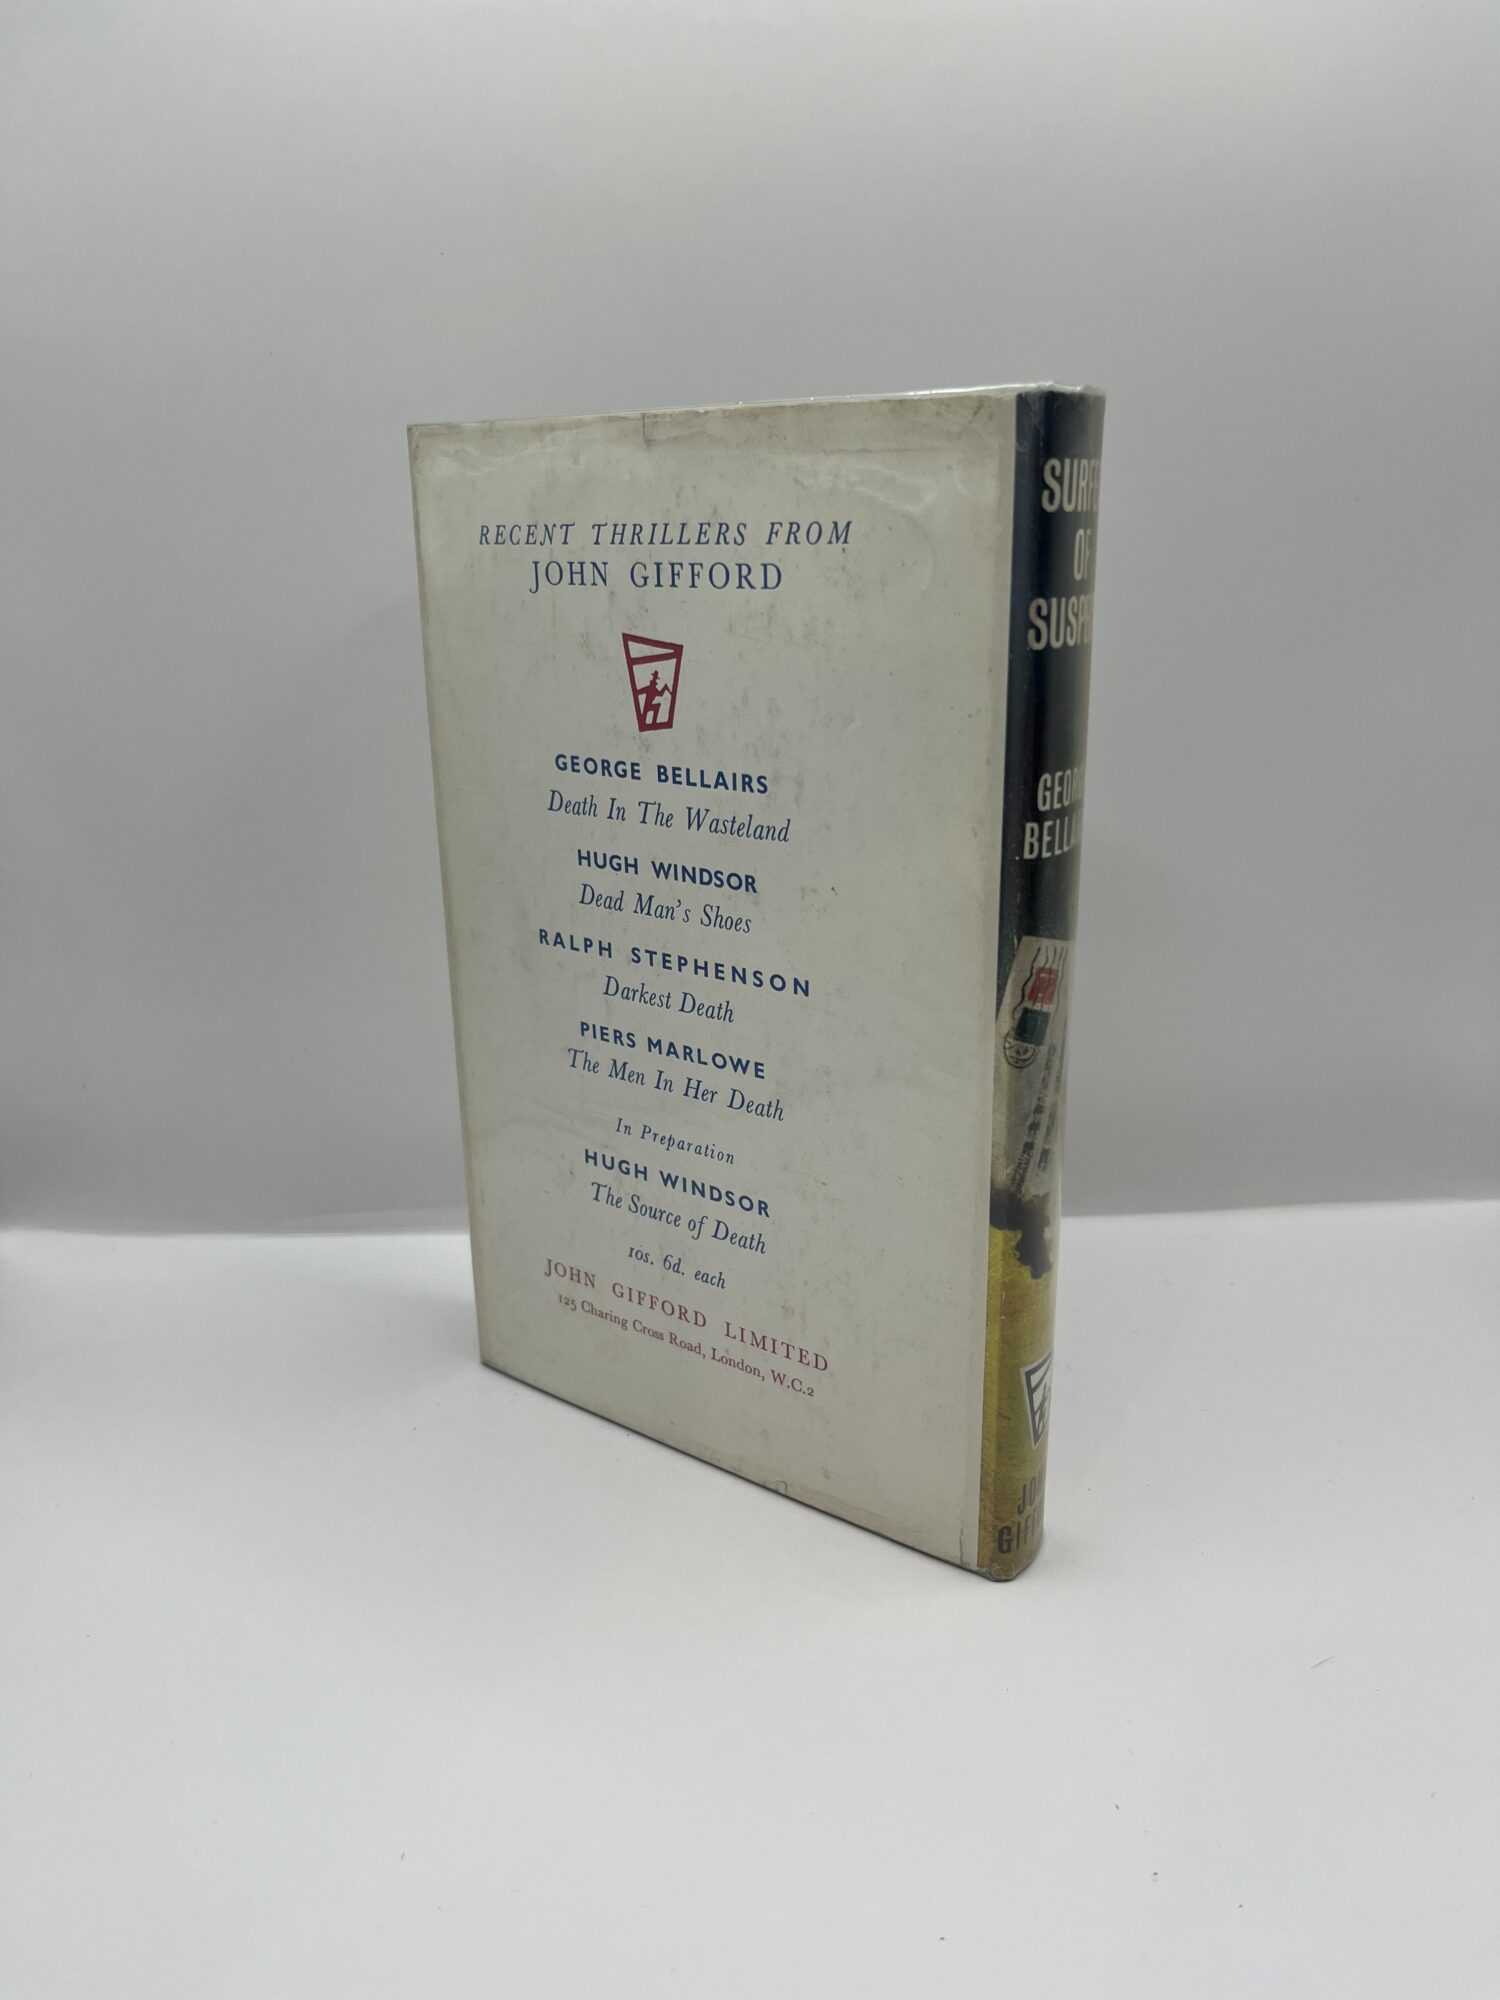 RECENT THRILLERS FROM
JOHN GIFFORD
GEORGE BELLAIRS
Death In The Wasteland
HUGH WINDSOR
Dead Man's Shoes
RALPH STEPHENSON
Darkest Death
PIERS MARLOWE
The Men In Her Death
In Preparation
HUGH WINDSOR
The Source of Death
10s. 6d. each
JOHN GIFFORD LIMITED
125 Charing Cross Road, London, W.C.2
OF